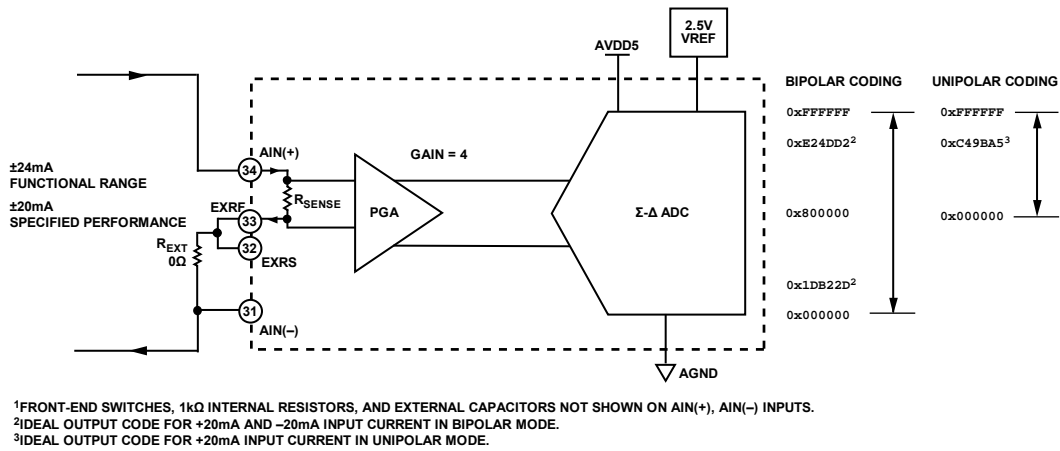 2.5V
VREF
AVDD5
BIPOLAR CODING
UNIPOLAR CODING
0xFFFFFF
0xFFFFFF
AIN(+)
GAIN = 4
0xE24DD2²
0xC49BA5³
±24mA
FUNCTIONAL RANGE
34
±20mA
SPECIFIED PERFORMANCE
EXRF
RSENSE
PGA
Σ-Δ ADC
0x800000
0x000000
33
REXT
0Ω
32
EXRS
0x1DB22D²
31
0x000000
AIN(–)
AGND
¹FRONT-END SWITCHES, 1kΩ INTERNAL RESISTORS, AND EXTERNAL CAPACITORS NOT SHOWN ON AIN(+), AIN(–) INPUTS.
²IDEAL OUTPUT CODE FOR +20mA AND –20mA INPUT CURRENT IN BIPOLAR MODE.
³IDEAL OUTPUT CODE FOR +20mA INPUT CURRENT IN UNIPOLAR MODE.